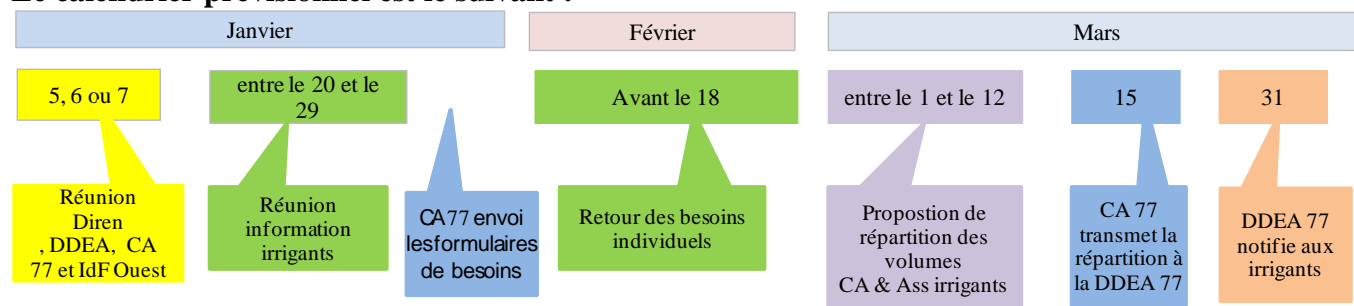 Le calendrier prévisionnel est le suivant :
Janvier
Février
Mars
5, 6 ou 7
entre le 20 et le
29
Avant le 18
entre le 1 et le 12
15
31
Réunion
Diren
, DDEA, CA
77 et IdF Ouest
Réunion
information
irrigants
CA77 envoi
lesformulaires
de besoins
Retour des besoins
individuels
Propostion de
répartition des
volumes
CA & Ass irrigants
CA 77
transmet la
répartition à
la DDEA 77
DDEA 77
notifie aux
irrigants